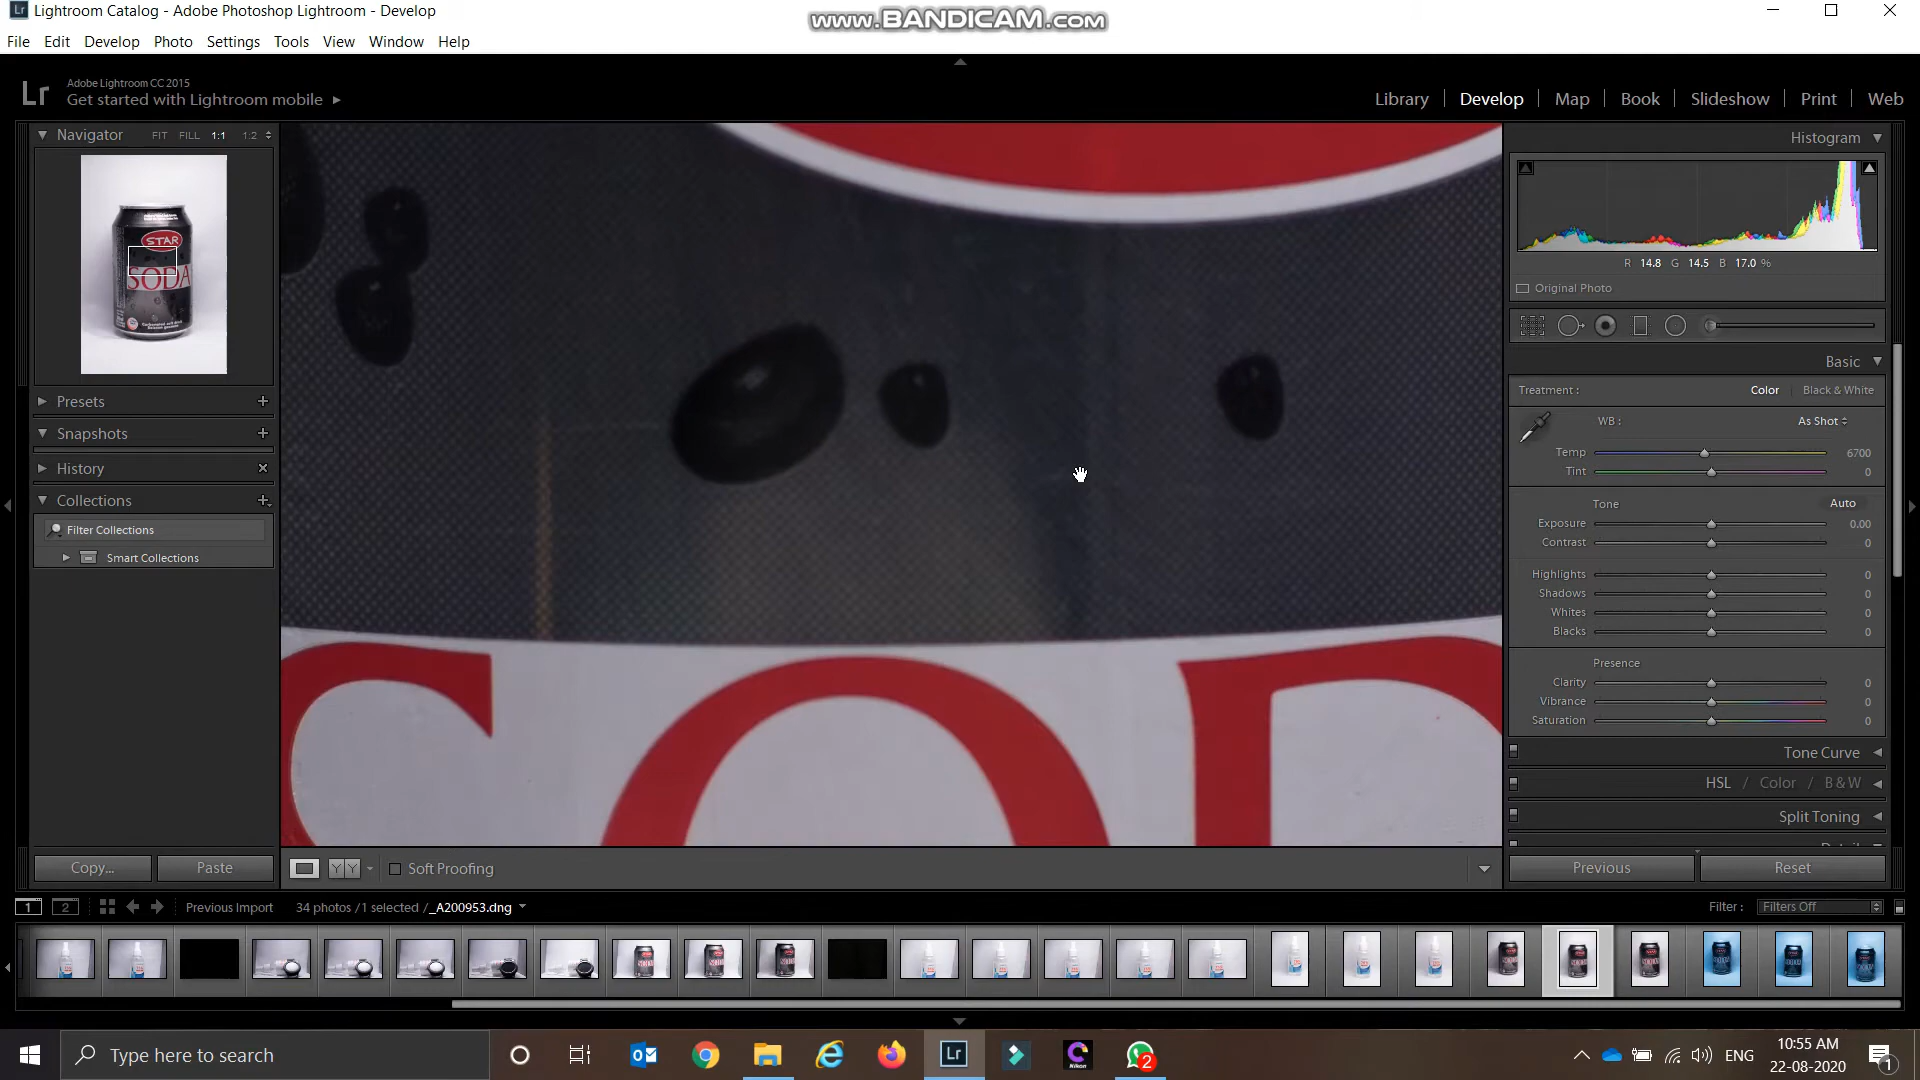 Lightroom Catalog - Adobe Photoshop Lightroom - Develop
www.BANDICAM.com
File Edit Develop Photo Settings Tools View Window Help
Lr
Adobe Lightroom CC 2015
Get started with Lightroom mobile
Library Develop Map Book Slideshow Print Web
Navigator FIT FILL 1:1 1:2
STAR
SODA
Presets
Snapshots
History
Collections
Filter Collections
Smart Collections
Copy... Paste
SOD
Histogram
R 14.8 G 14.5 B 17.0 %
Original Photo
Basic
Treatment : Color Black & White
WB : As Shot
Temp 6700
Tint 0
Tone Auto
Exposure 0.00
Contrast 0
Highlights 0
Shadows 0
Whites 0
Blacks 0
Presence
Clarity 0
Vibrance 0
Saturation 0
Tone Curve
HSL / Color / B & W
Split Toning
Previous Reset
Y Y Soft Proofing
1 2 Previous Import 34 photos / 1 selected / _A200953.dng
Filter : Filters Off
Type here to search
Lr
Nikon
2
ENG
10:55 AM
22-08-2020
1